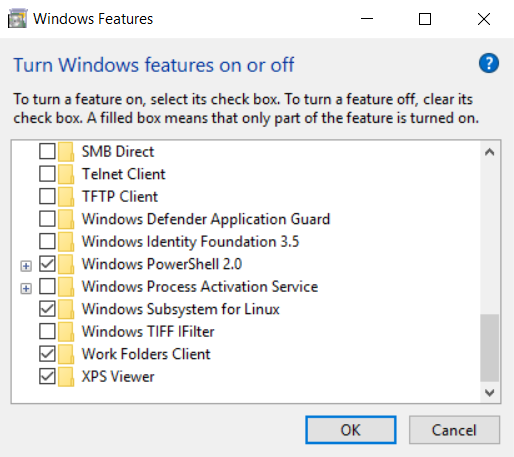 Windows Features
Turn Windows features on or off
?
To turn a feature on, select its check box. To turn a feature off, clear its
check box. A filled box means that only part of the feature is turned on.
SMB Direct
Telnet Client
TFTP Client
Windows Defender Application Guard
Windows Identity Foundation 3.5
Windows PowerShell 2.0
Windows Process Activation Service
Windows Subsystem for Linux
Windows TIFF IFilter
Work Folders Client
XPS Viewer
OK
Cancel